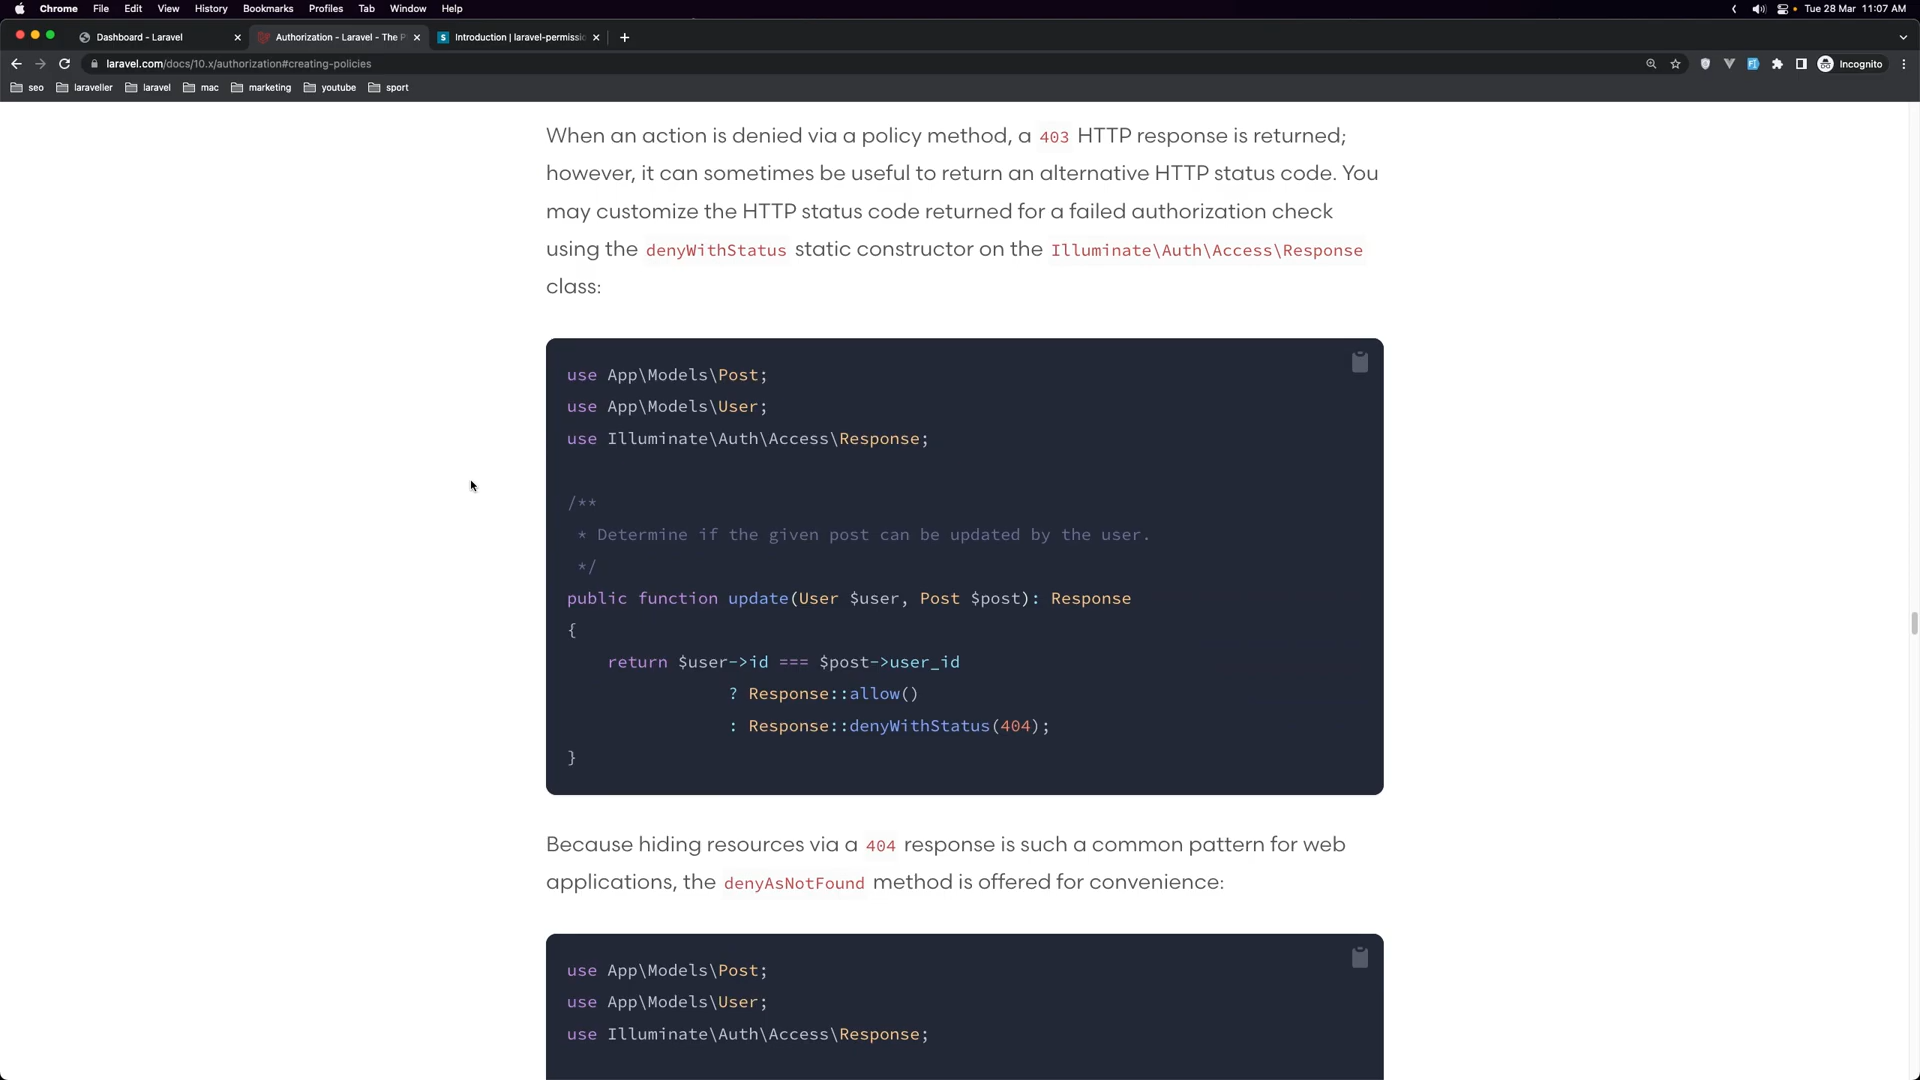 Chrome File Edit View History Bookmarks Profiles Tab Window Help Tue 28 Mar 11:07 AM
Dashboard - Laravel Authorization - Laravel - The P Introduction | laravel-permissi
laravel.com/docs/10.x/authorization#creating-policies Incognito
seo laraveller laravel mac marketing youtube sport
When an action is denied via a policy method, a 403 HTTP response is returned;
however, it can sometimes be useful to return an alternative HTTP status code. You
may customize the HTTP status code returned for a failed authorization check
using the denyWithStatus static constructor on the Illuminate\Auth\Access\Response
class:
use App\Models\Post;
use App\Models\User;
use Illuminate\Auth\Access\Response;
/**
* Determine if the given post can be updated by the user.
*/
public function update(User $user, Post $post): Response
{
return $user->id === $post->user_id
? Response::allow()
: Response::denyWithStatus(404);
}
Because hiding resources via a 404 response is such a common pattern for web
applications, the denyAsNotFound method is offered for convenience:
use App\Models\Post;
use App\Models\User;
use Illuminate\Auth\Access\Response;